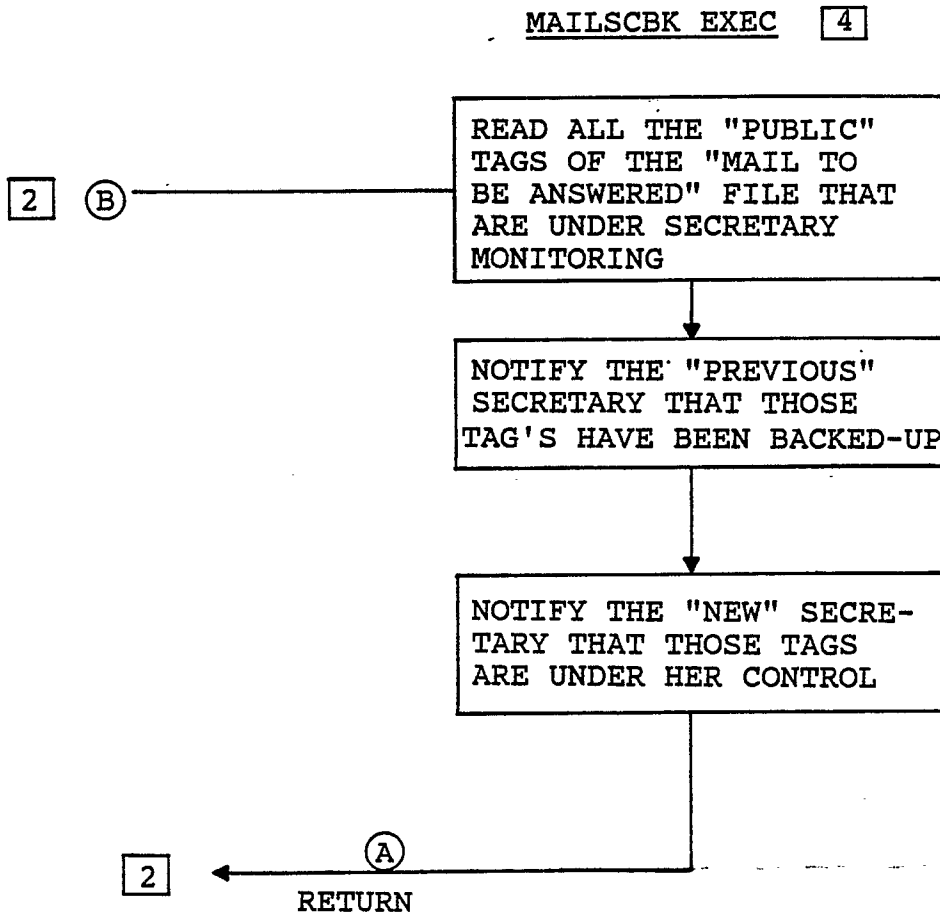 MAILSCBK EXEC 4
READ ALL THE "PUBLIC"
TAGS OF THE "MAIL TO
BE ANSWERED" FILE THAT
ARE UNDER SECRETARY
MONITORING
2 B
NOTIFY THE "PREVIOUS"
SECRETARY THAT THOSE
TAG'S HAVE BEEN BACKED-UP
NOTIFY THE "NEW" SECRE-
TARY THAT THOSE TAGS
ARE UNDER HER CONTROL
A
2
RETURN